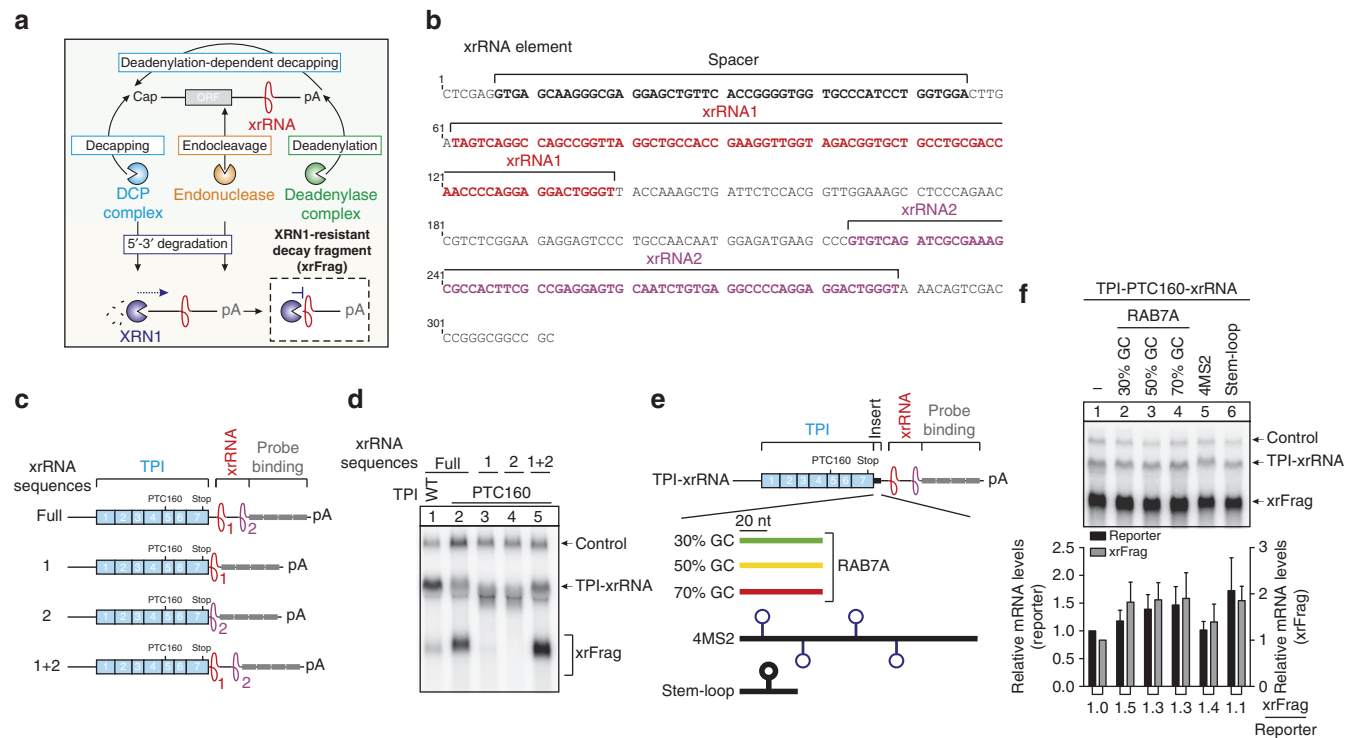 a
Deadenylation-dependent decapping
Cap
ORF
pA
xrRNA
Decapping
Endocleavage
Deadenylation
DCP complex
Endonuclease
Deadenylase complex
5′-3′ degradation
XRN1-resistant decay fragment (xrFrag)
pA
pA
XRN1
b
xrRNA element
Spacer
1
CTCGAGGTGA GCAAGGGCGA GGAGCTGTTC ACCGGGGTGG TGCCCATCCT GGTGGACTTG
xrRNA1
61
ATAGTCAGGC CAGCCGGTTA GGCTGCCACC GAAGGTTGGT AGACGGTGCT GCCTGCGACC
xrRNA1
121
AACCCCAGGA GGACTGGGTT ACCAAAGCTG ATTCTCCACG GTTGGAAAGC CTCCCAGAAC
xrRNA2
181
CGTCTCGGAA GAGGAGTCCC TGCCAACAAT GGAGATGAAG CCCGTGTCAG ATCGCGAAAG
xrRNA2
241
CGCCACTTCG CCGAGGAGTG CAATCTGTGA GGCCCCAGGA GGACTGGGTA AACAGTCGAC
301
CCGGGCGGCC GC
c
xrRNA sequences
TPI
xrRNA
Probe binding
Full
PTC160
Stop
1 2 3 4 5 6 7
1
2
pA
1
PTC160
Stop
1 2 3 4 5 6 7
1
pA
2
PTC160
Stop
1 2 3 4 5 6 7
2
pA
1+2
PTC160
Stop
1 2 3 4 5 6 7
1
2
pA
d
xrRNA sequences
Full 1 2 1+2
TPI WT PTC160
1 2 3 4 5
Control
TPI-xrRNA
xrFrag
e
TPI
Insert
xrRNA
Probe binding
TPI-xrRNA
PTC160
Stop
1 2 3 4 5 6 7
pA
20 nt
30% GC
50% GC
70% GC
RAB7A
4MS2
Stem-loop
f
TPI-PTC160-xrRNA
RAB7A
–
30% GC
50% GC
70% GC
4MS2
Stem-loop
1 2 3 4 5 6
Control
TPI-xrRNA
xrFrag
Reporter
xrFrag
Relative mRNA levels (reporter)
2.5
2.0
1.5
1.0
0.5
0.0
Relative mRNA levels (xrFrag)
3
2
1
0
1.0 1.5 1.3 1.3 1.4 1.1
xrFrag
Reporter